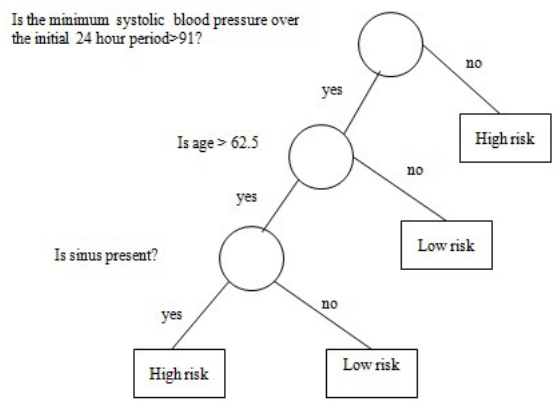 Is the minimum systolic blood pressure over
the initial 24 hour period>91?
no
yes
High risk
Is age > 62.5
no
yes
Low risk
Is sinus present?
no
yes
High risk
Low risk